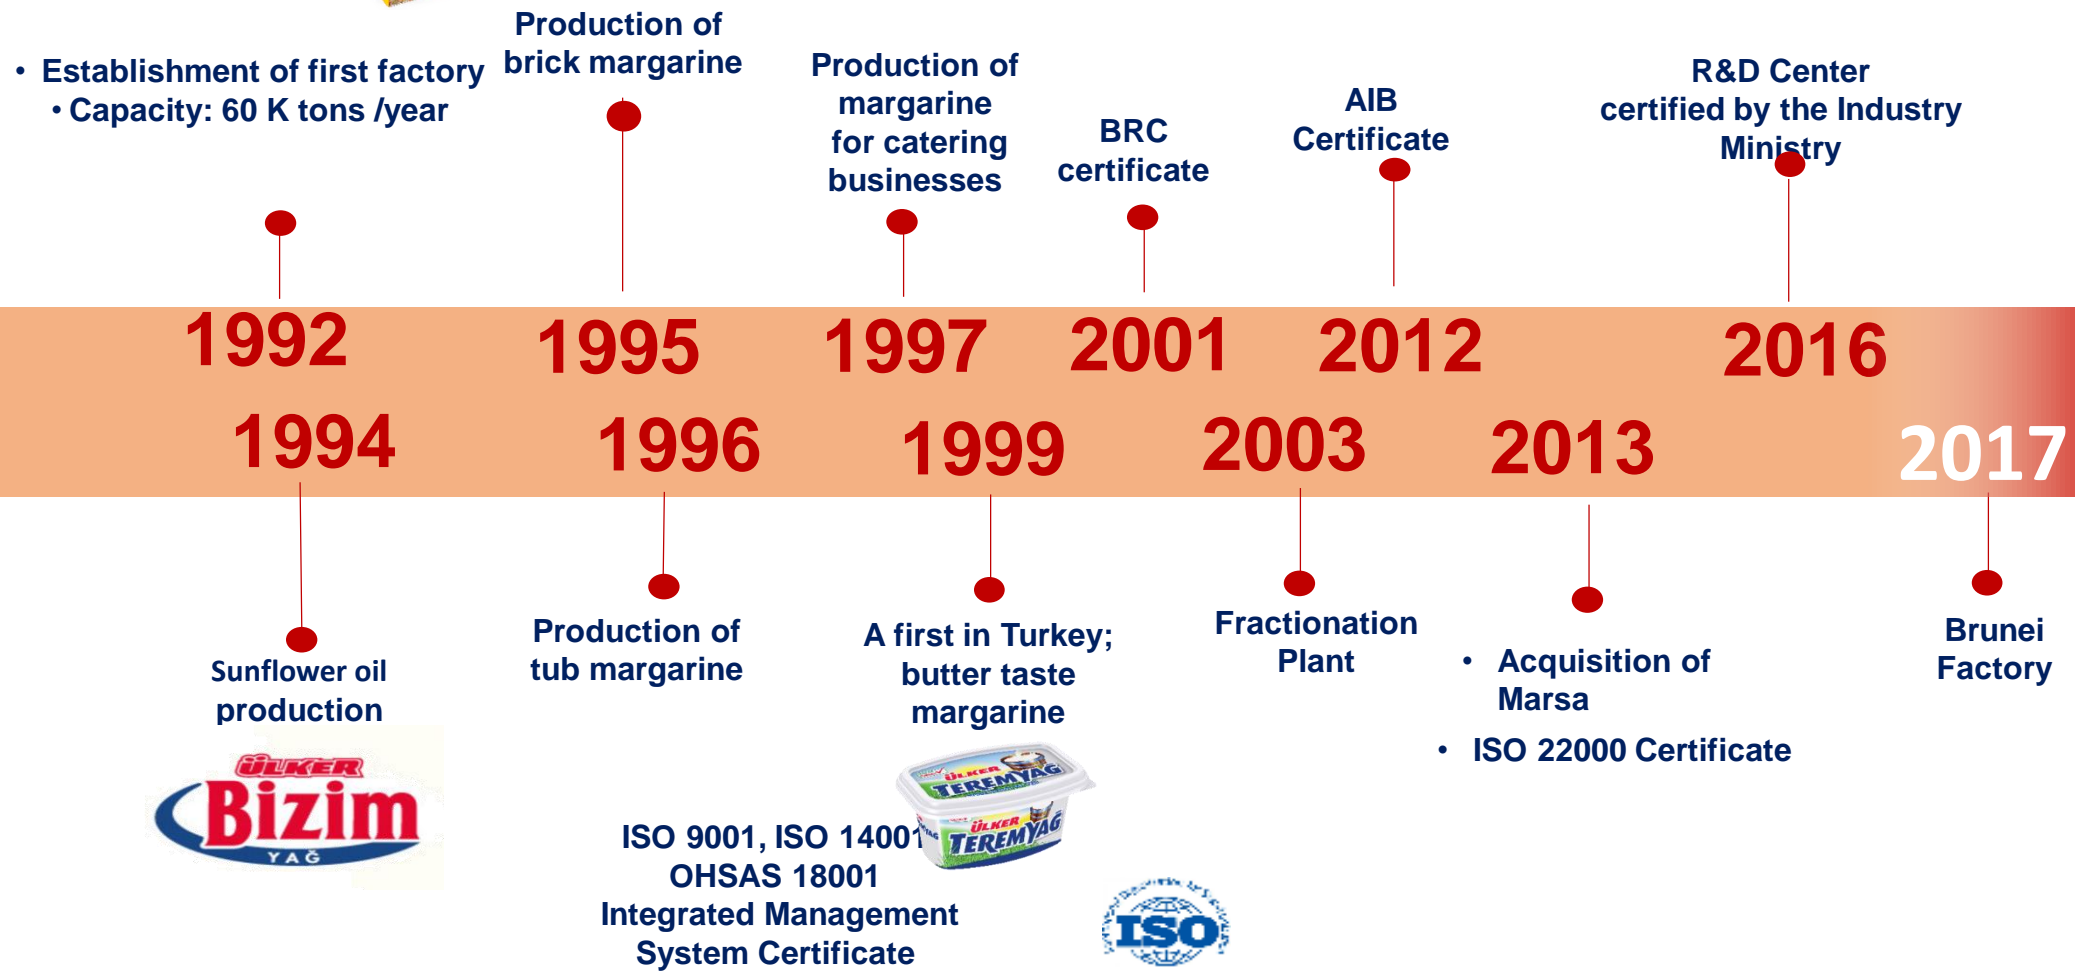 Production of
brick margarine
• Establishment of first factory
• Capacity: 60 K tons /year
Production of
margarine
for catering
businesses
BRC
certificate
AIB
Certificate
R&D Center
certified by the Industry
Ministry
1992
1995
1997
2001
2012
2016
1994
1996
1999
2003
2013
2017
Sunflower oil
production
ÜLKER
Bizim
YAĞ
Production of
tub margarine
A first in Turkey;
butter taste
margarine
ÜLKER
TEREMYAĞ
ÜLKER
TEREMYAĞ
ISO 9001, ISO 14001
OHSAS 18001
Integrated Management
System Certificate
ISO
Fractionation
Plant
• Acquisition of
Marsa
• ISO 22000 Certificate
Brunei
Factory